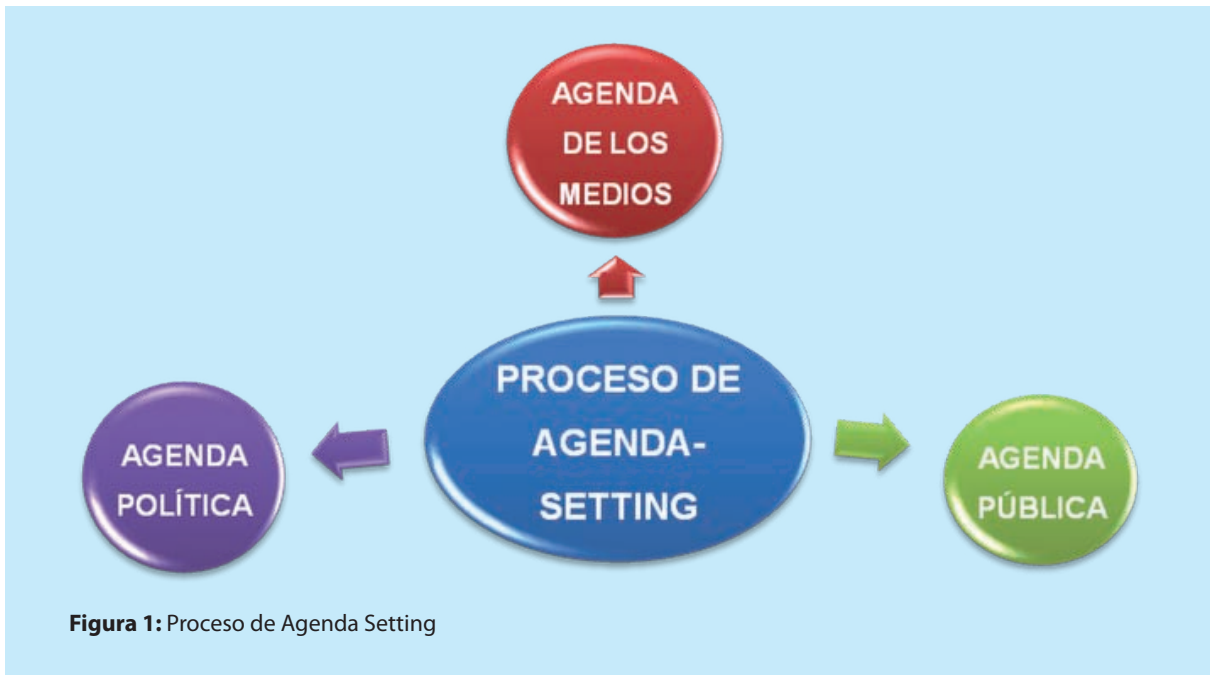 AGENDA
DE LOS
MEDIOS
PROCESO DE
AGENDA-
SETTING
AGENDA
POLÍTICA
AGENDA
PÚBLICA
Figura 1: Proceso de Agenda Setting